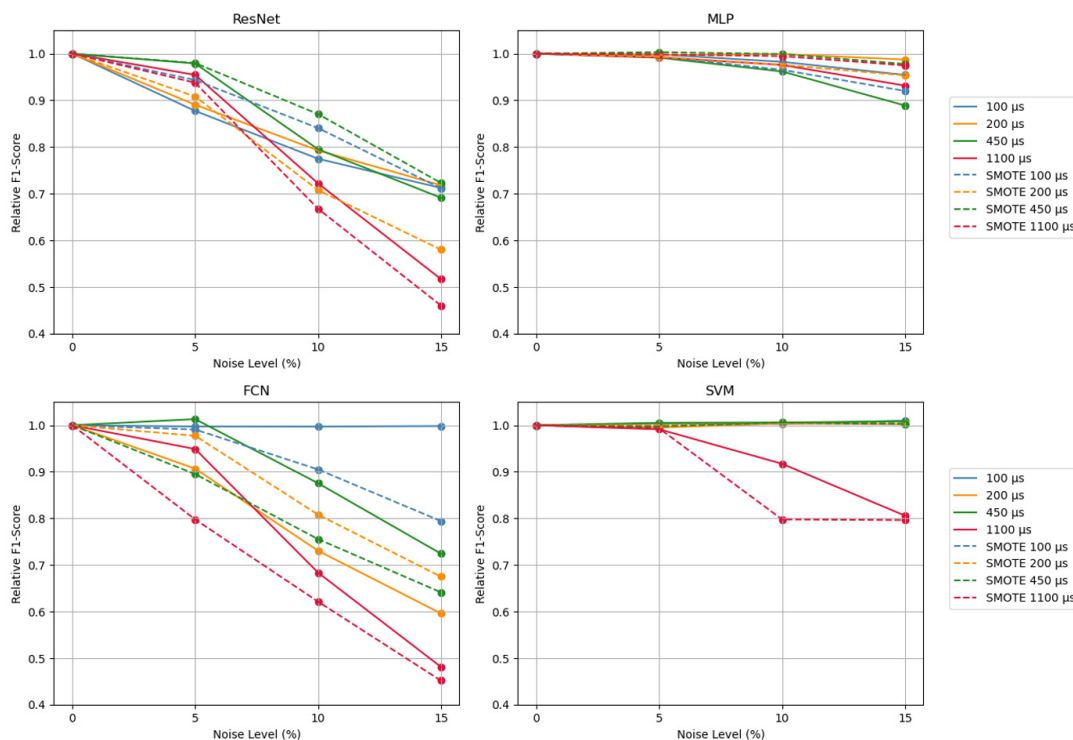 ResNet
1.0
0.9
0.8
0.7
0.6
0.5
0.4
Relative F1-Score
0
5
10
15
Noise Level (%)
MLP
1.0
0.9
0.8
0.7
0.6
0.5
0.4
Relative F1-Score
0
5
10
15
Noise Level (%)
100 µs
200 µs
450 µs
1100 µs
SMOTE 100 µs
SMOTE 200 µs
SMOTE 450 µs
SMOTE 1100 µs
FCN
1.0
0.9
0.8
0.7
0.6
0.5
0.4
Relative F1-Score
0
5
10
15
Noise Level (%)
SVM
1.0
0.9
0.8
0.7
0.6
0.5
0.4
Relative F1-Score
0
5
10
15
Noise Level (%)
100 µs
200 µs
450 µs
1100 µs
SMOTE 100 µs
SMOTE 200 µs
SMOTE 450 µs
SMOTE 1100 µs